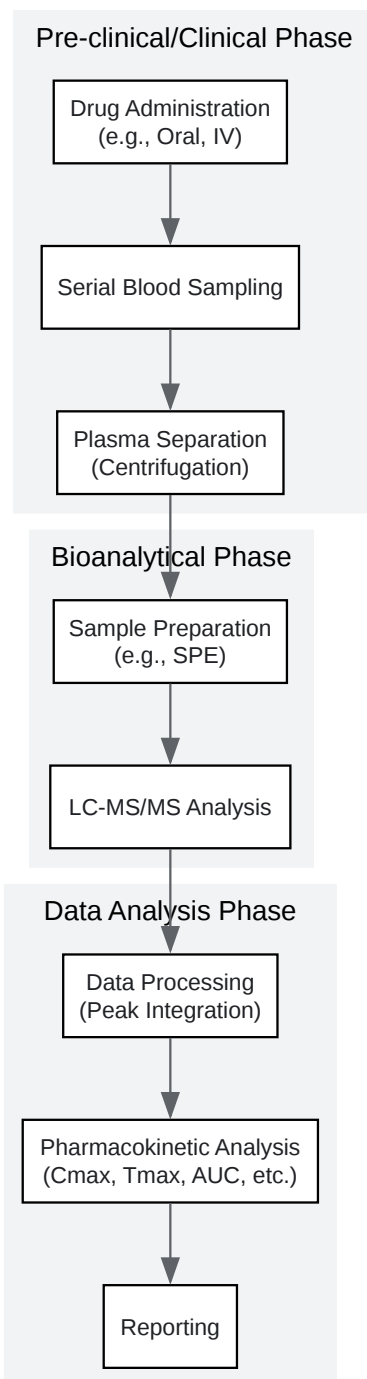 Pre-clinical/Clinical Phase
Drug Administration
(e.g., Oral, IV)
Serial Blood Sampling
Plasma Separation
(Centrifugation)
Bioanalytical Phase
Sample Preparation
(e.g., SPE)
LC-MS/MS Analysis
Data Analysis Phase
Data Processing
(Peak Integration)
Pharmacokinetic Analysis
(Cmax, Tmax, AUC, etc.)
Reporting